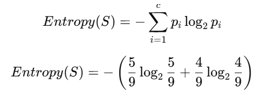 Entropy(S) = − ∑_{i=1}^{c} p_i log_2 p_i
Entropy(S) = − (5/9 log_2 5/9 + 4/9 log_2 4/9)